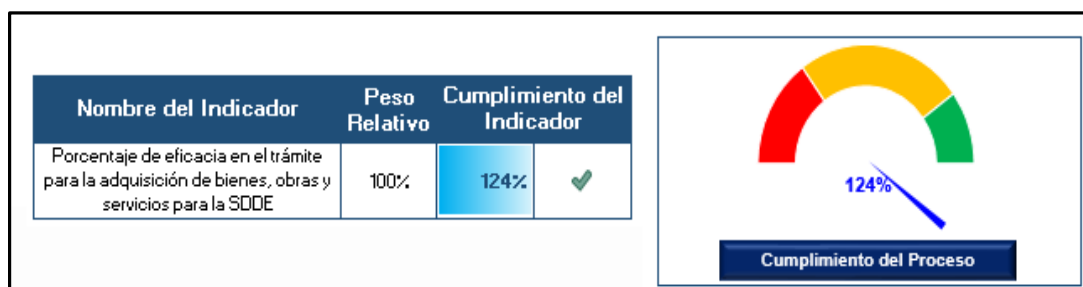 Nombre del Indicador
Peso Relativo
Cumplimiento del Indicador
Porcentaje de eficacia en el trámite
para la adquisición de bienes, obras y
servicios para la SDDE
100%
124%
124%
Cumplimiento del Proceso